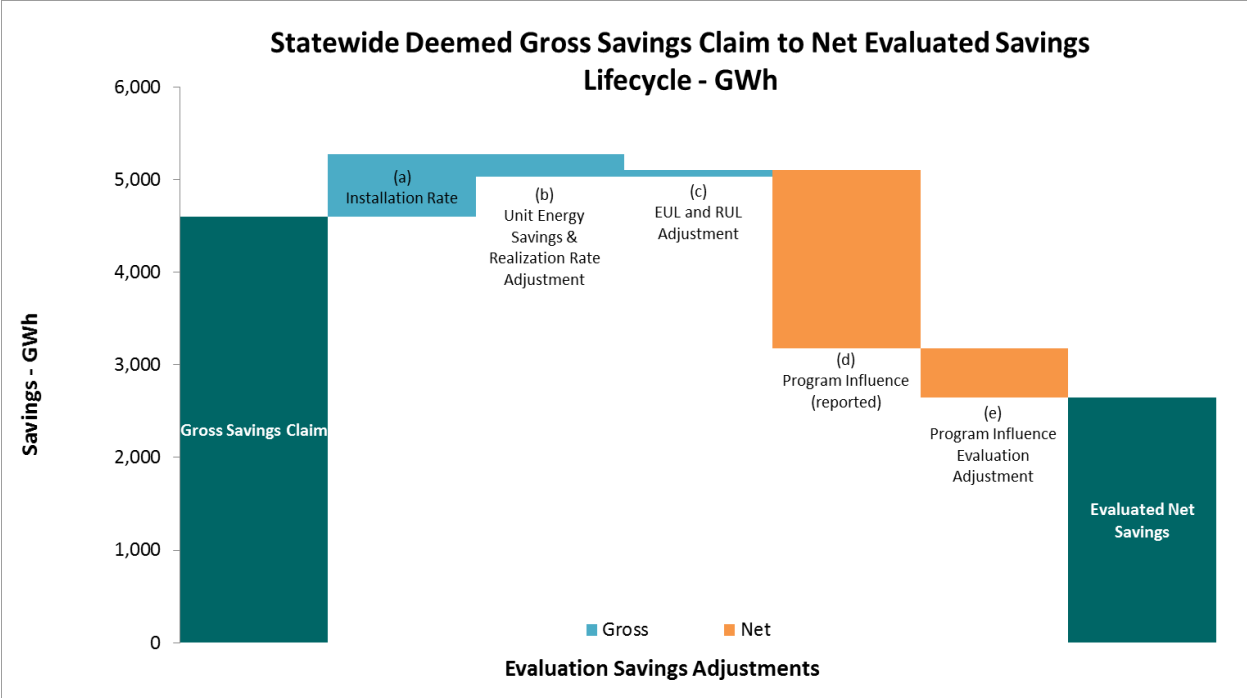 Statewide Deemed Gross Savings Claim to Net Evaluated Savings
Lifecycle - GWh
6,000
5,000
4,000
3,000
2,000
1,000
0
Savings - GWh
Gross Savings Claim
(a)
Installation Rate
(b)
Unit Energy
Savings &
Realization Rate
Adjustment
(c)
EUL and RUL
Adjustment
(d)
Program Influence
(reported)
(e)
Program Influence
Evaluation
Adjustment
Evaluated Net
Savings
Gross
Net
Evaluation Savings Adjustments